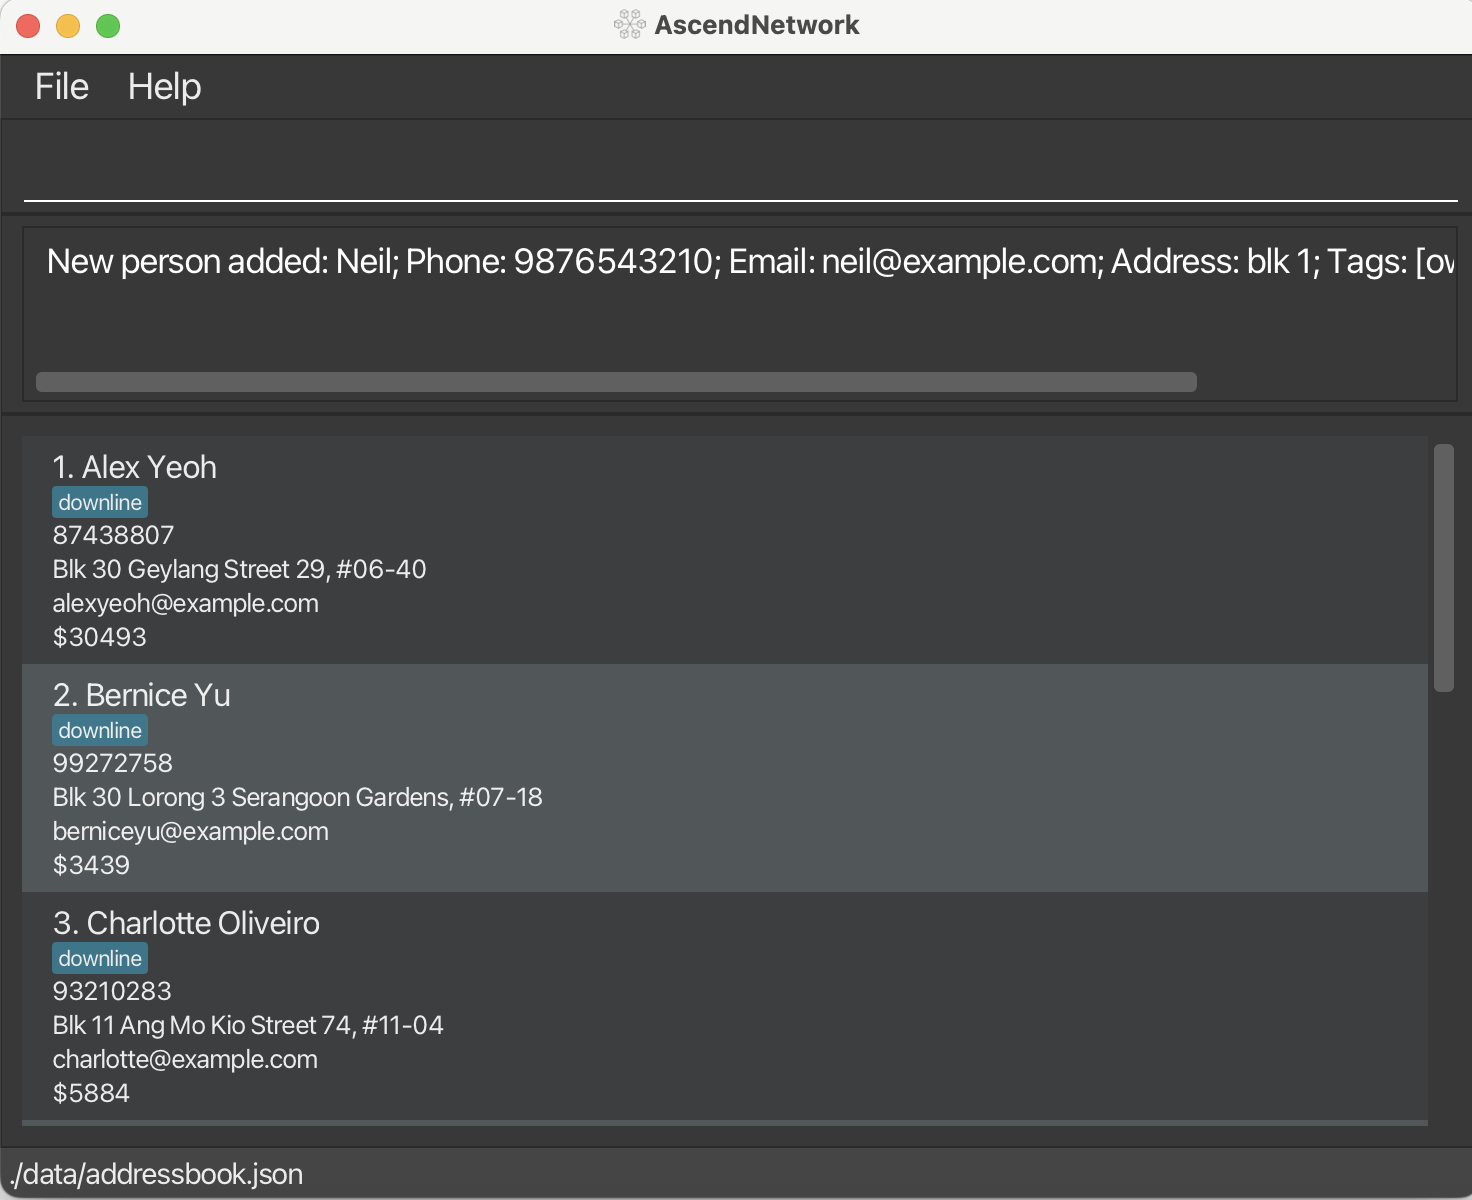 AscendNetwork
File Help
New person added: Neil; Phone: 9876543210; Email: neil@example.com; Address: blk 1; Tags: [ow
1. Alex Yeoh
downline
87438807
Blk 30 Geylang Street 29, #06-40
alexyeoh@example.com
$30493
2. Bernice Yu
downline
99272758
Blk 30 Lorong 3 Serangoon Gardens, #07-18
berniceyu@example.com
$3439
3. Charlotte Oliveiro
downline
93210283
Blk 11 Ang Mo Kio Street 74, #11-04
charlotte@example.com
$5884
./data/addressbook.json